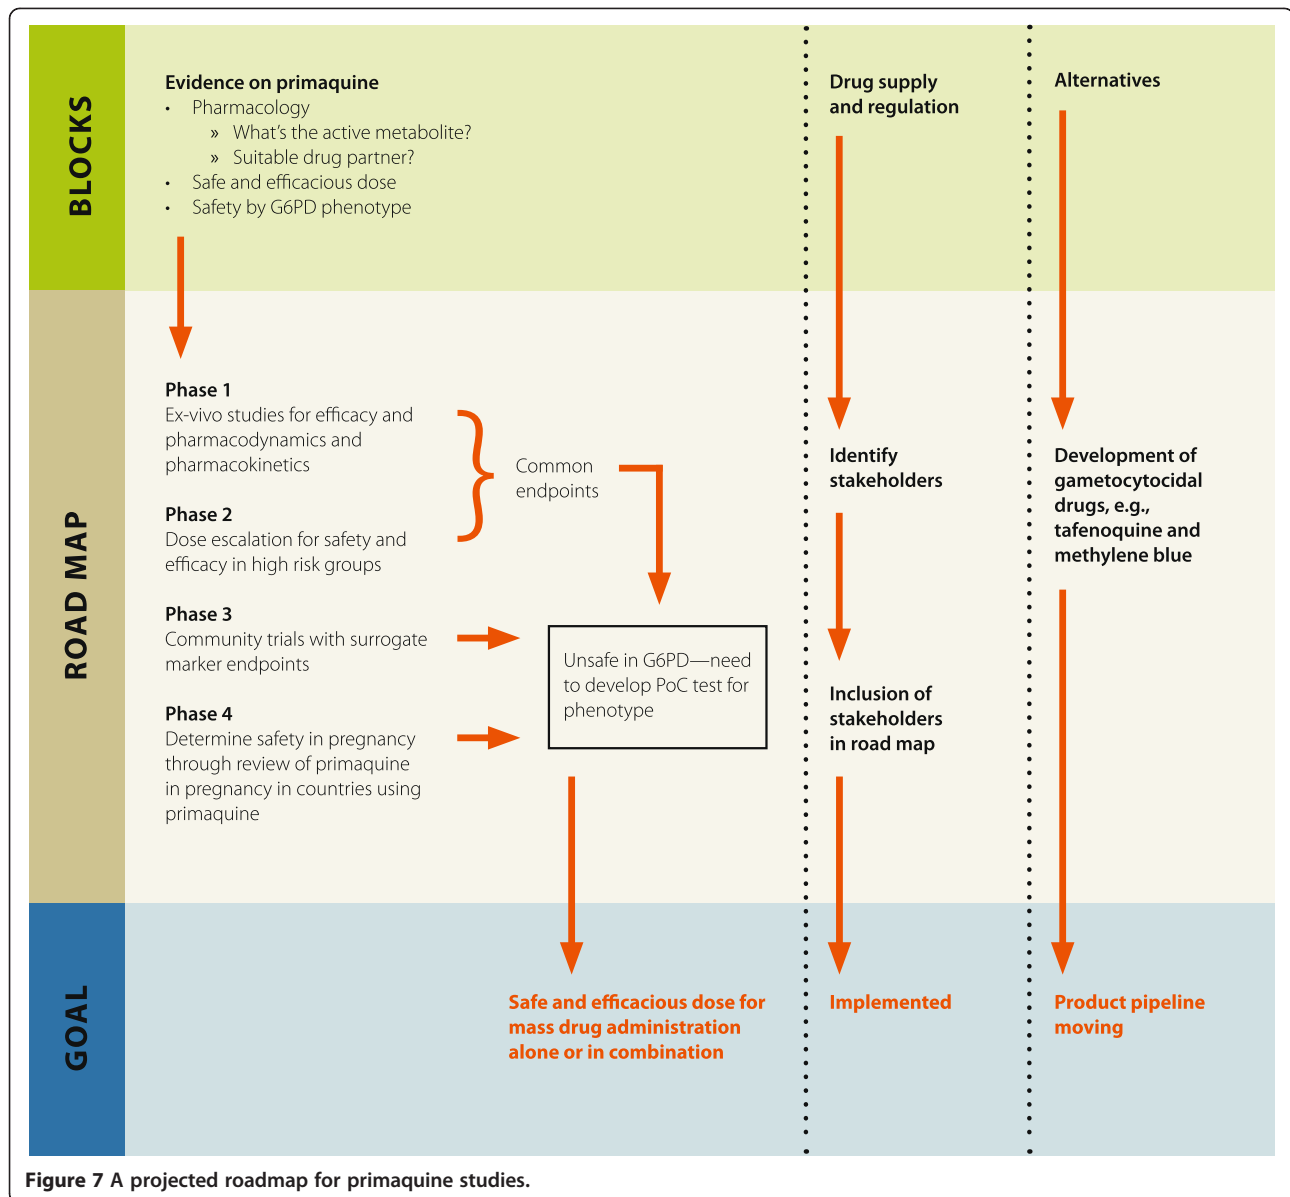 BLOCKS
Evidence on primaquine
• Pharmacology
» What's the active metabolite?
» Suitable drug partner?
• Safe and efficacious dose
• Safety by G6PD phenotype
Drug supply
and regulation
Alternatives
ROAD MAP
Phase 1
Ex-vivo studies for efficacy and
pharmacodynamics and
pharmacokinetics
Phase 2
Dose escalation for safety and
efficacy in high risk groups
Common
endpoints
Phase 3
Community trials with surrogate
marker endpoints
Phase 4
Determine safety in pregnancy
through review of primaquine
in pregnancy in countries using
primaquine
Unsafe in G6PD—need
to develop PoC test for
phenotype
Identify
stakeholders
Inclusion of
stakeholders
in road map
Development of
gametocytocidal
drugs, e.g.,
tafenoquine and
methylene blue
GOAL
Safe and efficacious dose for
mass drug administration
alone or in combination
Implemented
Product pipeline
moving
Figure 7 A projected roadmap for primaquine studies.